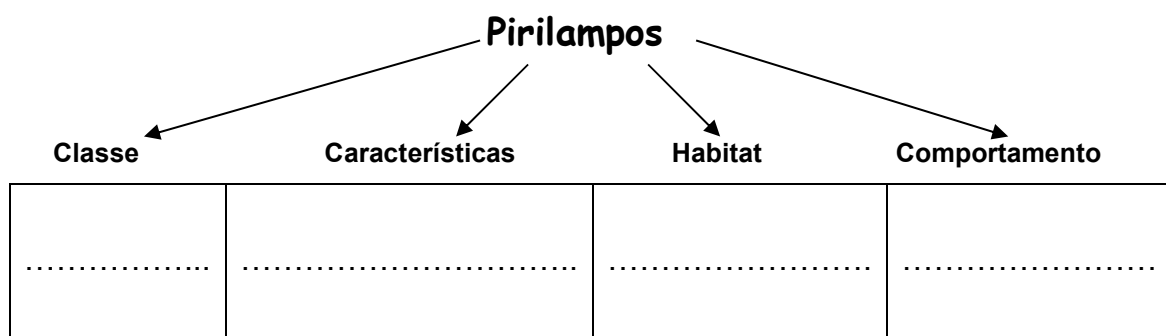 Pirilampos
Classe Características Habitat Comportamento
……………….. ………………………….. ……………………. ……………………